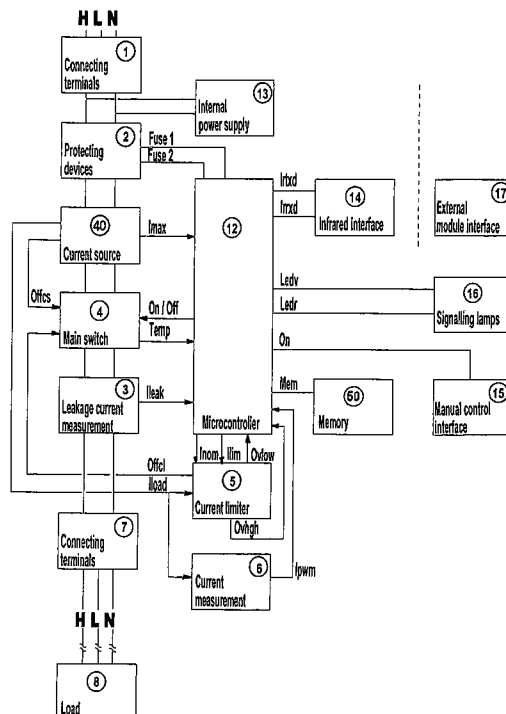 H L N
1
Connecting
terminals
13
Internal
power supply
2
Protecting
devices
Fuse 1
Fuse 2
40
Current source
Imax
12
Microcontroller
Irtxd
Irrxd
14
Infrared interface
17
External
module interface
Offcs
4
Main switch
On / Off
Temp
Ledv
Ledr
16
Signalling lamps
On
15
Manual control
interface
3
Leakage current
measurement
Ileak
Mem
50
Memory
Offcl
Iload
Inom
Ilim
Ovlow
5
Current limiter
Ovhgh
7
Connecting
terminals
6
Current
measurement
Ipwm
H L N
8
Load